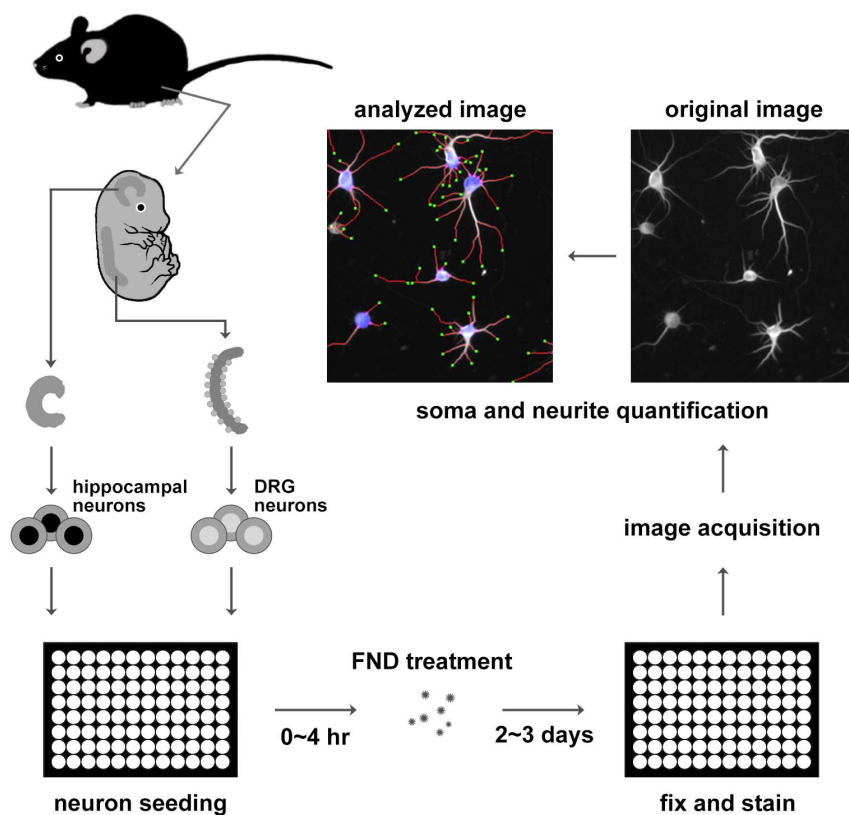 analyzed image
original image
soma and neurite quantification
hippocampal
neurons
DRG
neurons
image acquisition
FND treatment
0~4 hr
2~3 days
neuron seeding
fix and stain